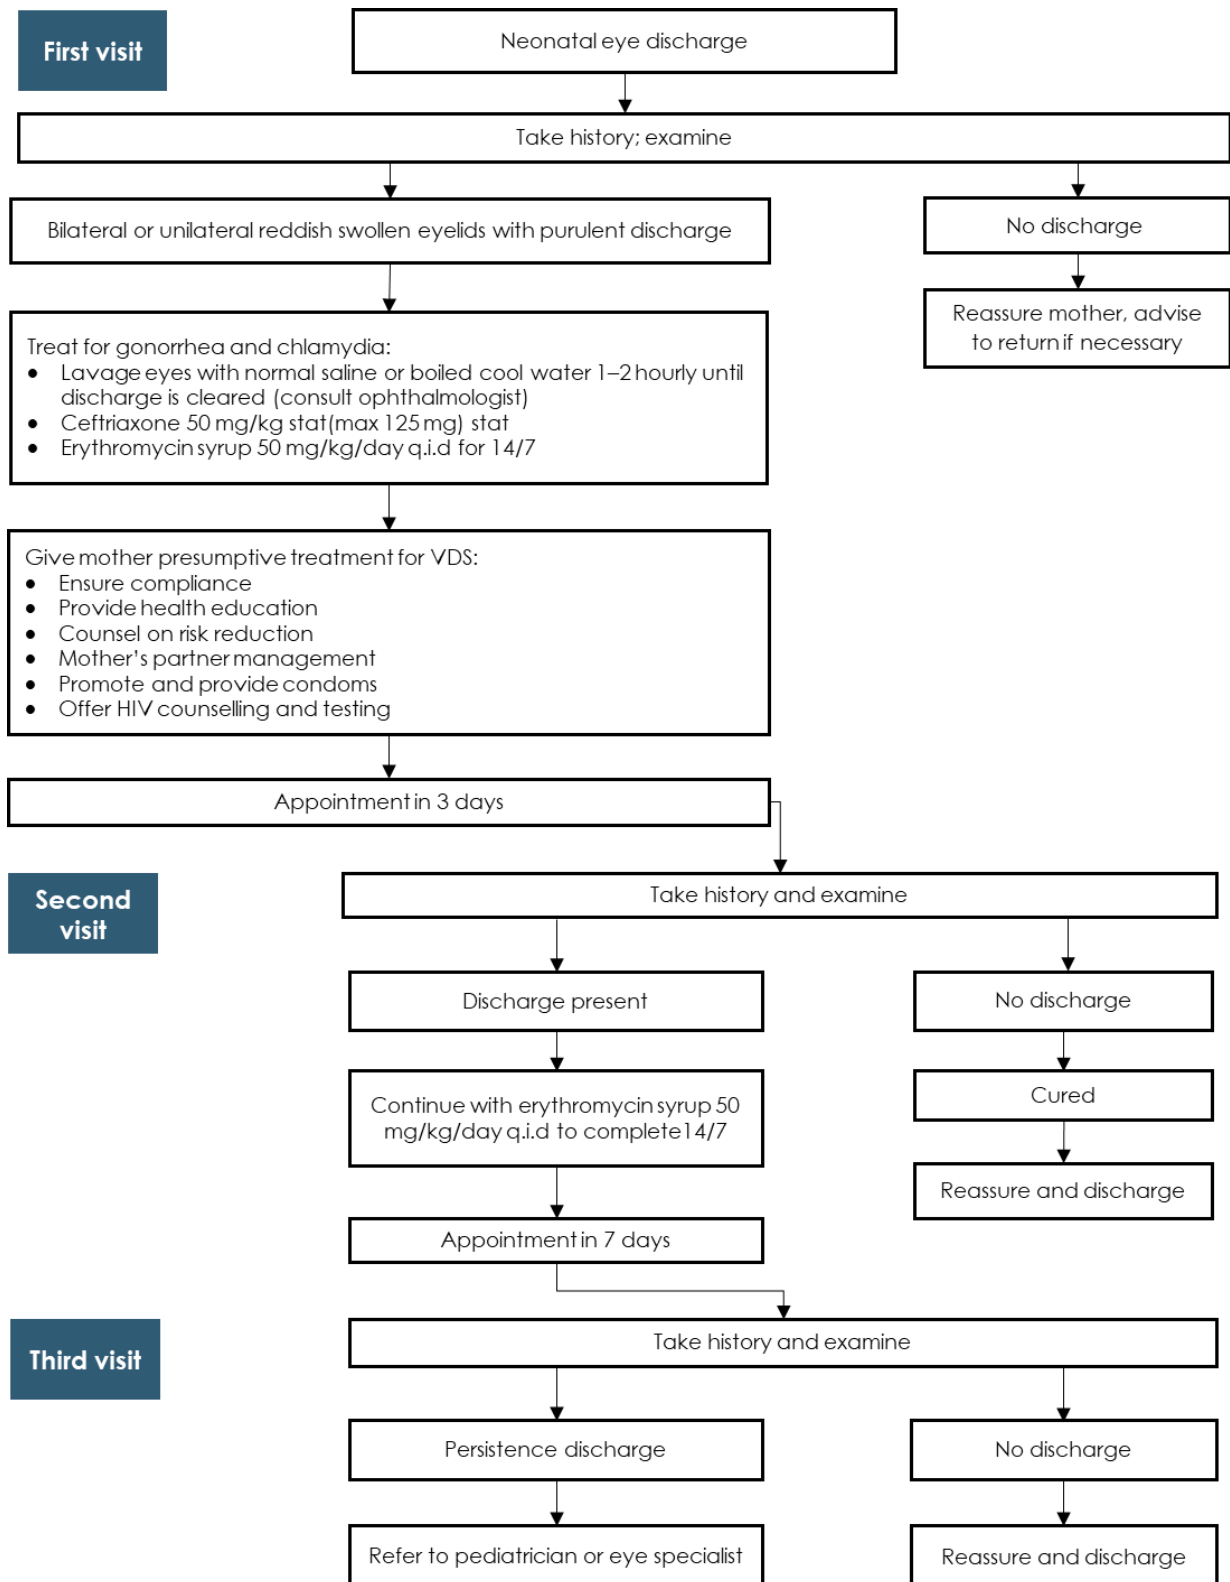 First visit
Neonatal eye discharge
Take history; examine
Bilateral or unilateral reddish swollen eyelids with purulent discharge
No discharge
Reassure mother, advise
to return if necessary
Treat for gonorrhea and chlamydia:
• Lavage eyes with normal saline or boiled cool water 1–2 hourly until
discharge is cleared (consult ophthalmologist)
• Ceftriaxone 50 mg/kg stat(max 125 mg) stat
• Erythromycin syrup 50 mg/kg/day q.i.d for 14/7
Give mother presumptive treatment for VDS:
• Ensure compliance
• Provide health education
• Counsel on risk reduction
• Mother's partner management
• Promote and provide condoms
• Offer HIV counselling and testing
Appointment in 3 days
Second
visit
Take history and examine
Discharge present
No discharge
Continue with erythromycin syrup 50
mg/kg/day q.i.d to complete14/7
Cured
Reassure and discharge
Appointment in 7 days
Third visit
Take history and examine
Persistence discharge
No discharge
Refer to pediatrician or eye specialist
Reassure and discharge